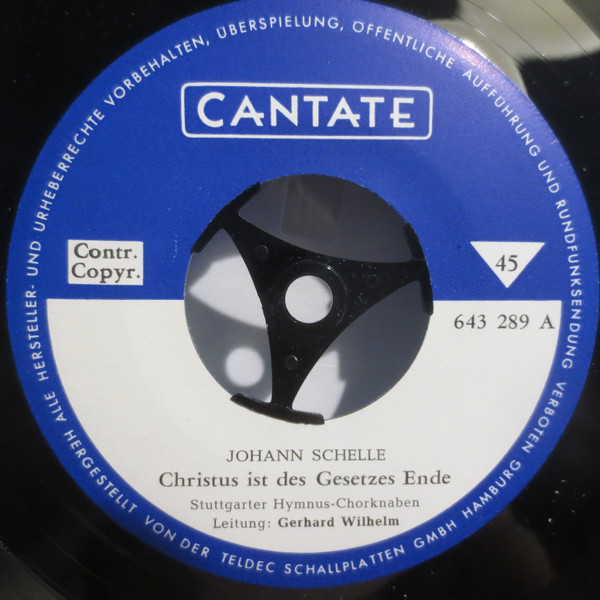 ALLE HERSTELLER- UND URHEBERRECHTE VORBEHALTEN, ÜBERSPIELUNG, ÖFFENTLICHE AUFFÜHRUNG UND RUNDFUNKSENDUNG VERBOTEN
CANTATE
Contr.
Copyr.
45
643 289 A
JOHANN SCHELLE
Christus ist des Gesetzes Ende
Stuttgarter Hymnus-Chorknaben
Leitung: Gerhard Wilhelm
HERGESTELLT VON DER TELDEC SCHALLPLATTEN GMBH HAMBURG